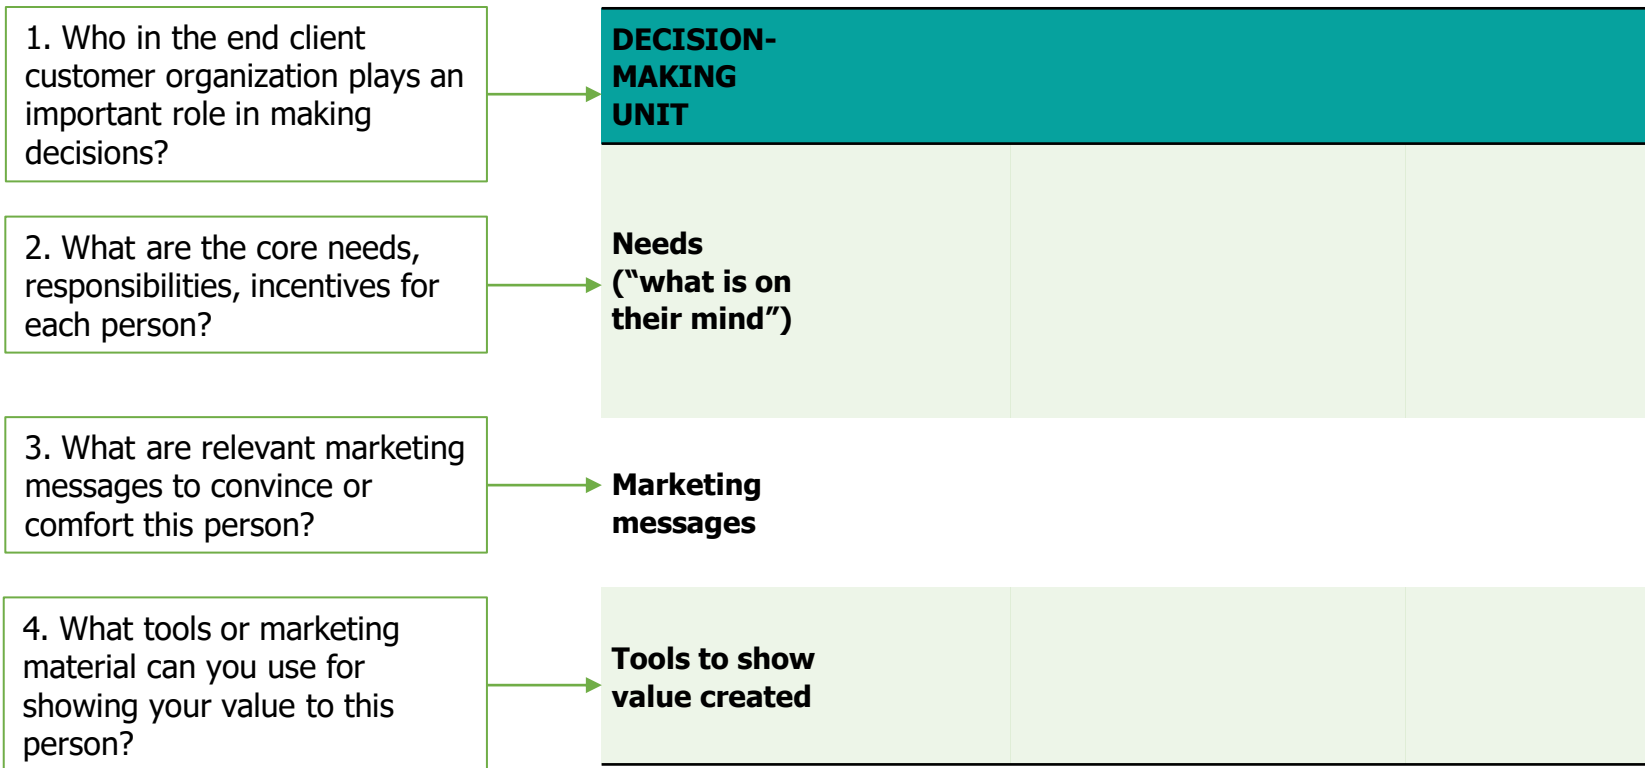 1. Who in the end client
customer organization plays an
important role in making
decisions?
DECISION-
MAKING
UNIT
2. What are the core needs,
responsibilities, incentives for
each person?
Needs
(“what is on
their mind”)
3. What are relevant marketing
messages to convince or
comfort this person?
Marketing
messages
4. What tools or marketing
material can you use for
showing your value to this
person?
Tools to show
value created